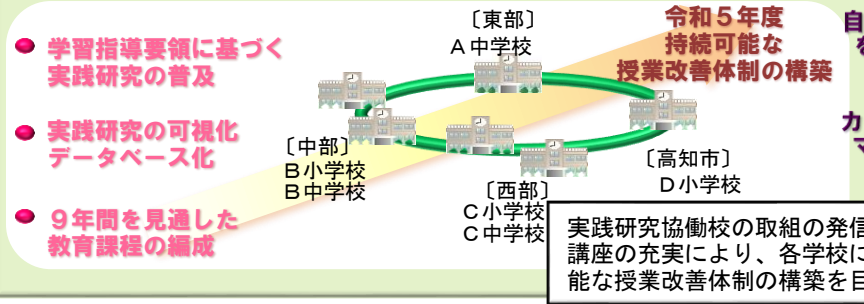 学習指導要領に基づく
実践研究の普及
実践研究の可視化
データベース化
９年間を見通した
教育課程の編成
〔東部〕
Ａ中学校
〔中部〕
Ｂ小学校
Ｂ中学校
〔西部〕
Ｃ小学校
Ｃ中学校
〔高知市〕
Ｄ小学校
令和５年度
持続可能な
授業改善体制の構築
自
を
カ
マ
実践研究協働校の取組の発信
講座の充実により、各学校に
能な授業改善体制の構築を目